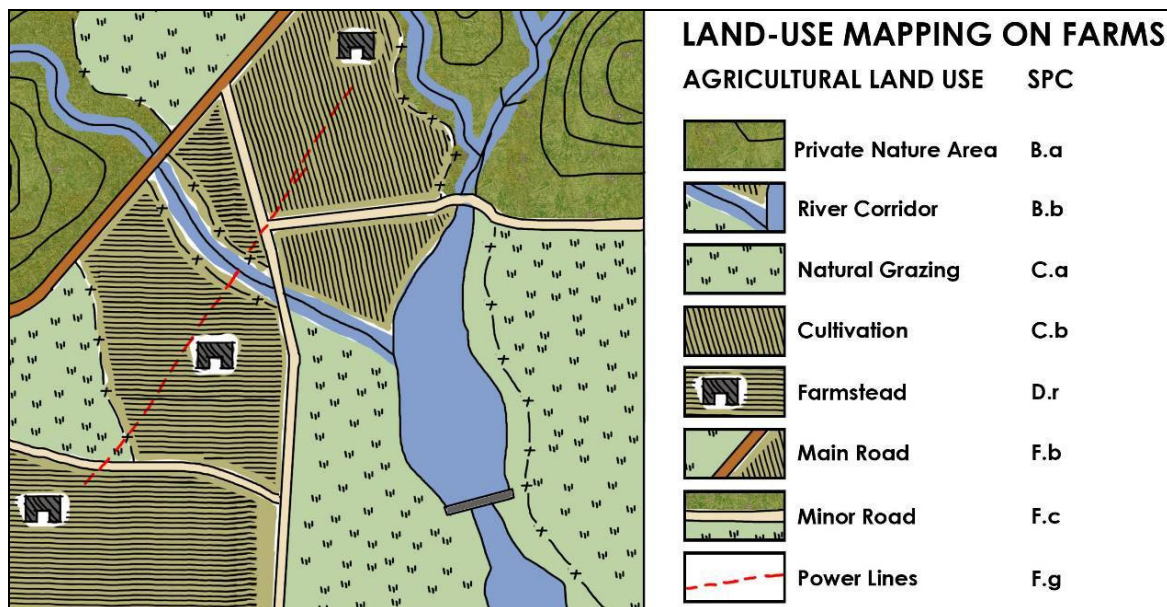 LAND-USE MAPPING ON FARMS
AGRICULTURAL LAND USE SPC
Private Nature Area B.a
River Corridor B.b
Natural Grazing C.a
Cultivation C.b
Farmstead D.r
Main Road F.b
Minor Road F.c
Power Lines F.g